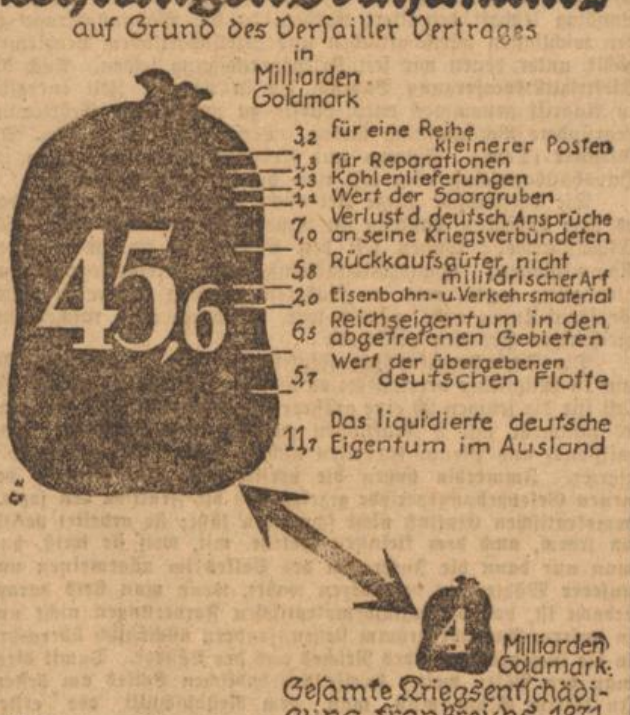 auf Grund des Versailler Vertrages
in
Milliarden
Goldmark
3,2 für eine Reihe
kleinerer Posten
1,3 für Reparationen
1,3 Kohlenlieferungen
1,1 Wert der Saargruben
7,0 Verlust d. deutsch. Ansprüche
an seine Kriegsverbündeten
5,8 Rückkaufsgüter, nicht
militärischer Art
2,0 Eisenbahn- u. Verkehrsmaterial
6,5 Reichseigentum in den
abgetretenen Gebieten
5,7 Wert der übergebenen
deutschen Flotte
11,7 Das liquidierte deutsche
Eigentum im Ausland
45,6
4 Milliarden
Goldmark:
Gesamte Kriegsentschädi-
gung Frankreichs 1871